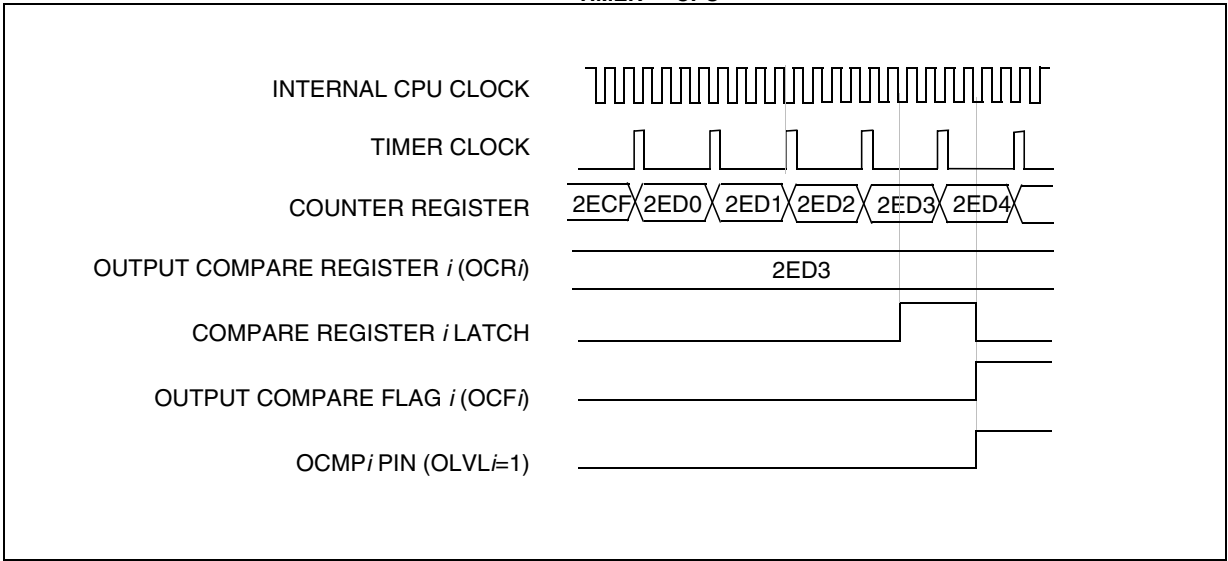 INTERNAL CPU CLOCK
TIMER CLOCK
COUNTER REGISTER
2ECF 2ED0 2ED1 2ED2 2ED3 2ED4
OUTPUT COMPARE REGISTER i (OCRi)
2ED3
COMPARE REGISTER i LATCH
OUTPUT COMPARE FLAG i (OCFi)
OCMPi PIN (OLVLi=1)